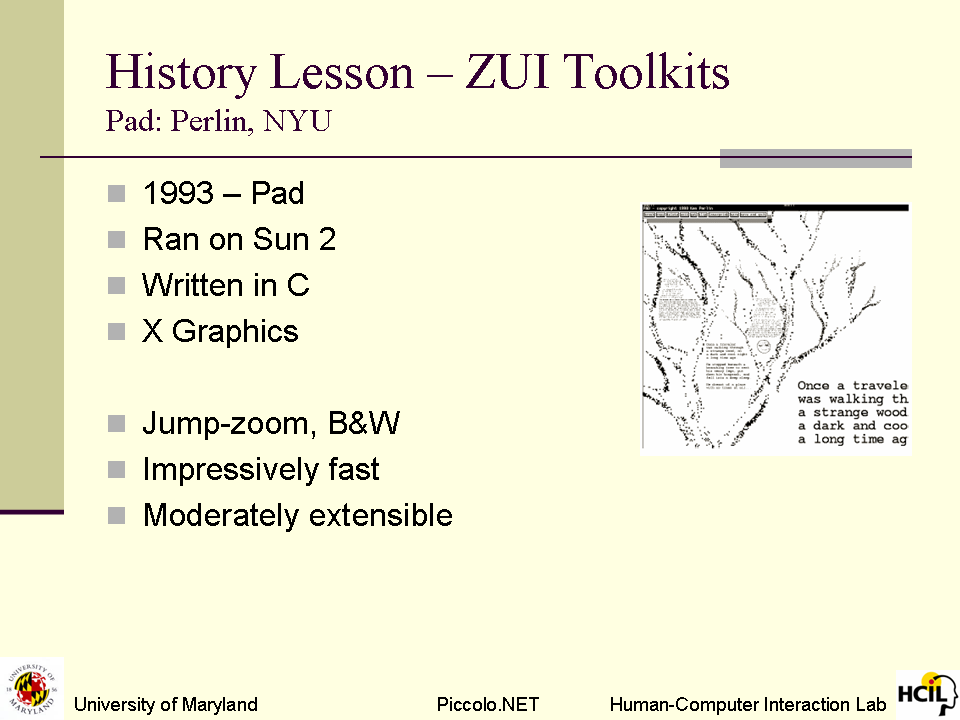 History Lesson – ZUI Toolkits
Pad: Perlin, NYU
1993 – Pad
Ran on Sun 2
Written in C
X Graphics
Jump-zoom, B&W
Impressively fast
Moderately extensible
PAD - copyright 1993 Ken Perlin
Once a travele
was walking th
a strange wood
a dark and coo
a long time ag
UNIVERSITY OF
18 56
MARYLAND
University of Maryland
Piccolo.NET
Human-Computer Interaction Lab
HCIL